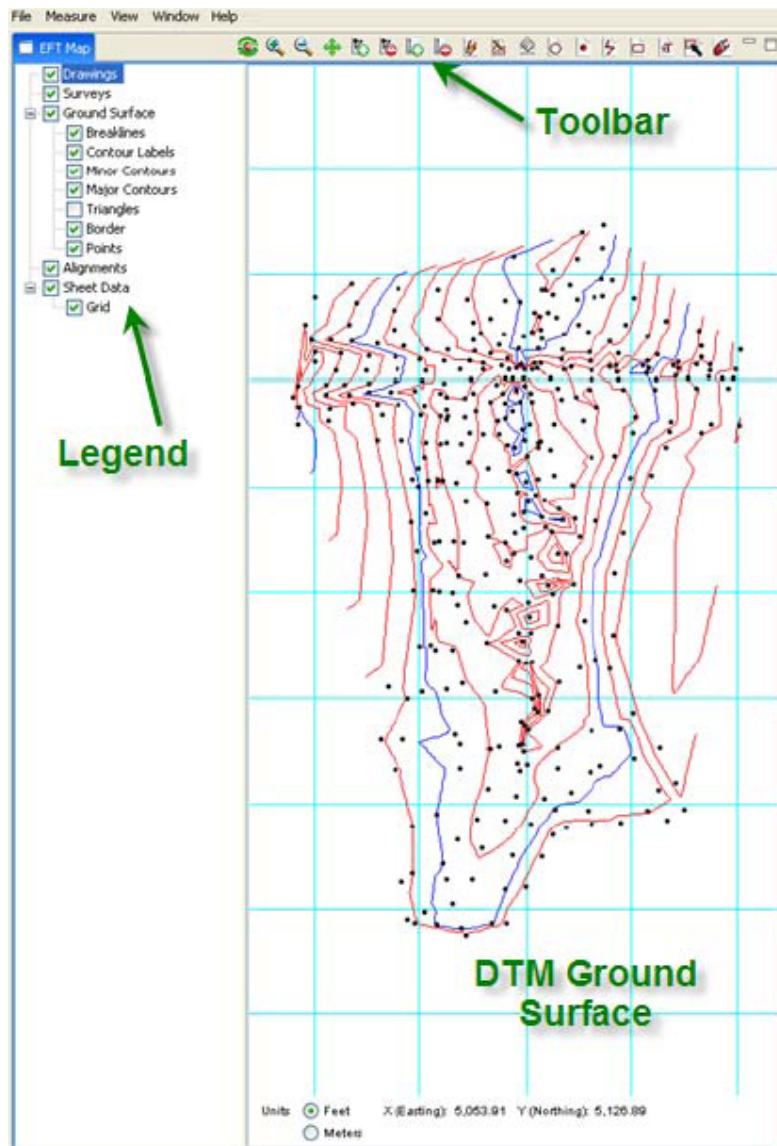 File Measure View Window Help
EFT Map
Drawings
Surveys
Ground Surface
Breaklines
Contour Labels
Minor Contours
Major Contours
Triangles
Border
Points
Alignments
Sheet Data
Grid
Toolbar
Legend
DTM Ground
Surface
Units Feet X (Easting): 5,053.91 Y (Northing): 5,126.89
Meters